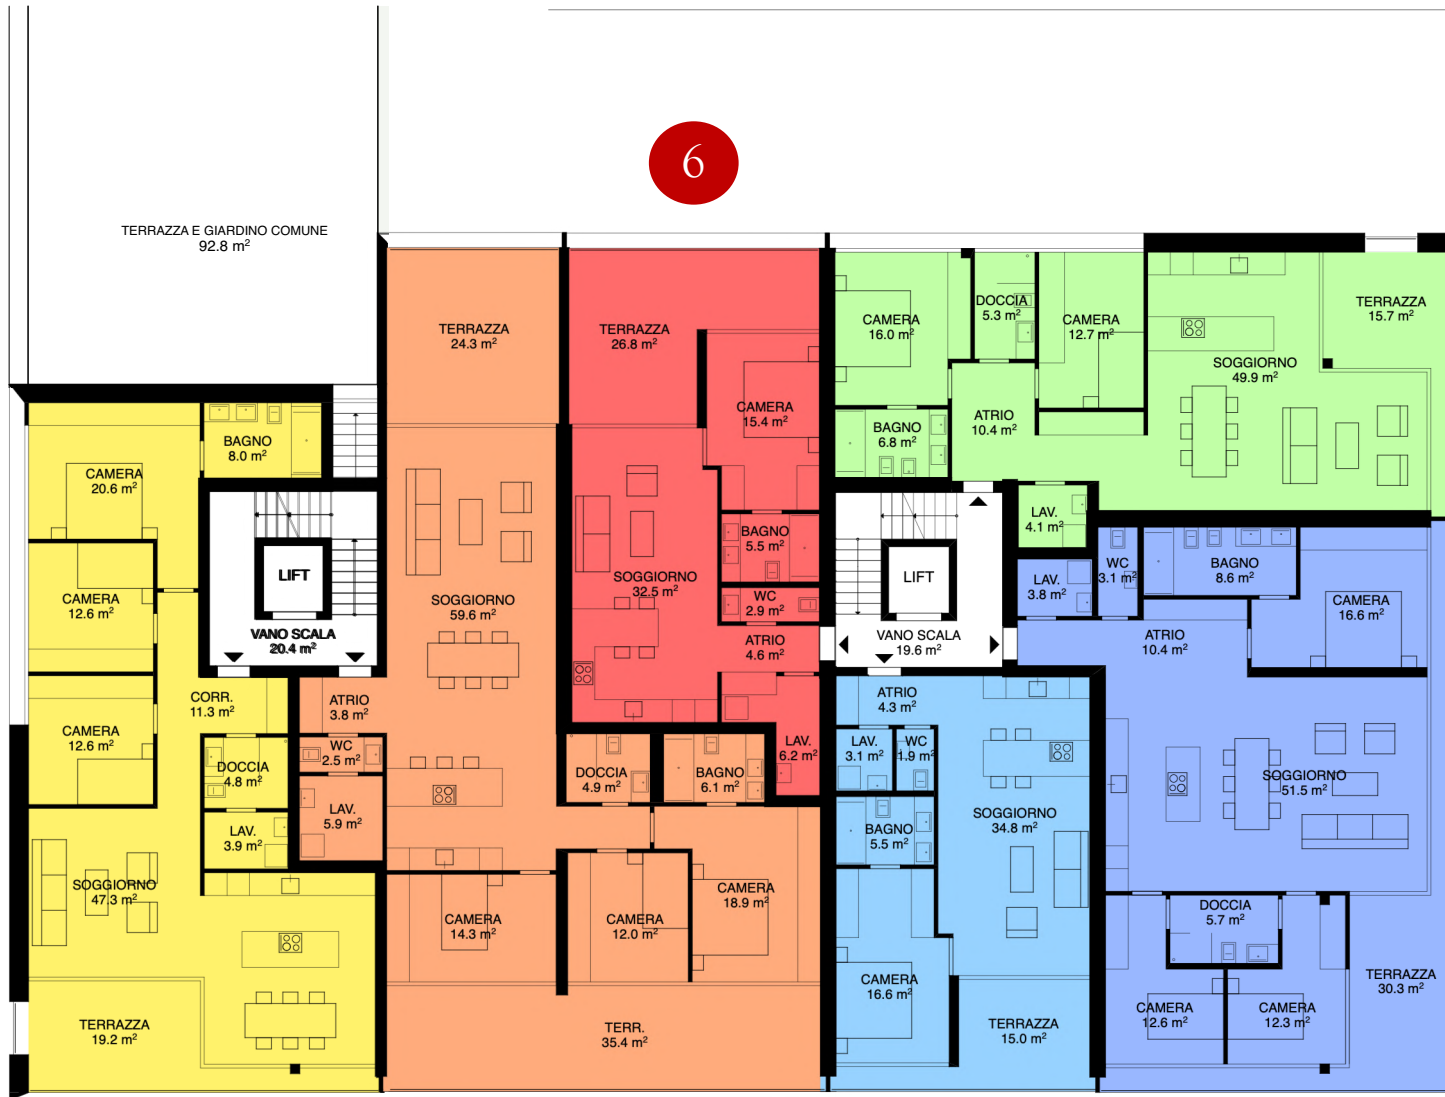 6
TERRAZZA E GIARDINO COMUNE
92.8 m²
TERRAZZA
24.3 m²
TERRAZZA
26.8 m²
CAMERA
15.4 m²
CAMERA
16.0 m²
DOCCIA
5.3 m²
CAMERA
12.7 m²
TERRAZZA
15.7 m²
SOGGIORNO
49.9 m²
ATRIO
10.4 m²
BAGNO
6.8 m²
LAV.
4.1 m²
BAGNO
8.0 m²
CAMERA
20.6 m²
CAMERA
12.6 m²
CAMERA
12.6 m²
LIFT
VANO SCALA
20.4 m²
CORR.
11.3 m²
DOCCIA
4.8 m²
LAV.
3.9 m²
SOGGIORNO
47.3 m²
TERRAZZA
19.2 m²
SOGGIORNO
59.6 m²
ATRIO
3.8 m²
WC
2.5 m²
LAV.
5.9 m²
DOCCIA
4.9 m²
BAGNO
6.1 m²
CAMERA
14.3 m²
CAMERA
12.0 m²
CAMERA
18.9 m²
TERR.
35.4 m²
SOGGIORNO
32.5 m²
BAGNO
5.5 m²
WC
2.9 m²
ATRIO
4.6 m²
LAV.
6.2 m²
LIFT
VANO SCALA
19.6 m²
ATRIO
4.3 m²
LAV.
3.1 m²
WC
1.9 m²
BAGNO
5.5 m²
SOGGIORNO
34.8 m²
CAMERA
16.6 m²
TERRAZZA
15.0 m²
LAV.
3.8 m²
WC
3.1 m²
BAGNO
8.6 m²
CAMERA
16.6 m²
ATRIO
10.4 m²
SOGGIORNO
51.5 m²
DOCCIA
5.7 m²
CAMERA
12.6 m²
CAMERA
12.3 m²
TERRAZZA
30.3 m²